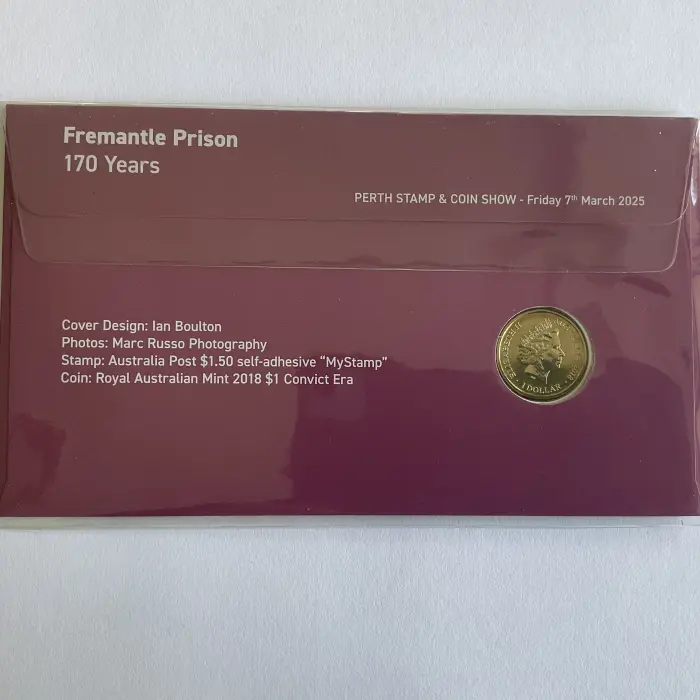 Fremantle Prison
170 Years
PERTH STAMP & COIN SHOW - Friday 7th March 2025
Cover Design: Ian Boulton
Photos: Marc Russo Photography
Stamp: Australia Post $1.50 self-adhesive "MyStamp"
Coin: Royal Australian Mint 2018 $1 Convict Era
ELIZABETH II
1 DOLLAR